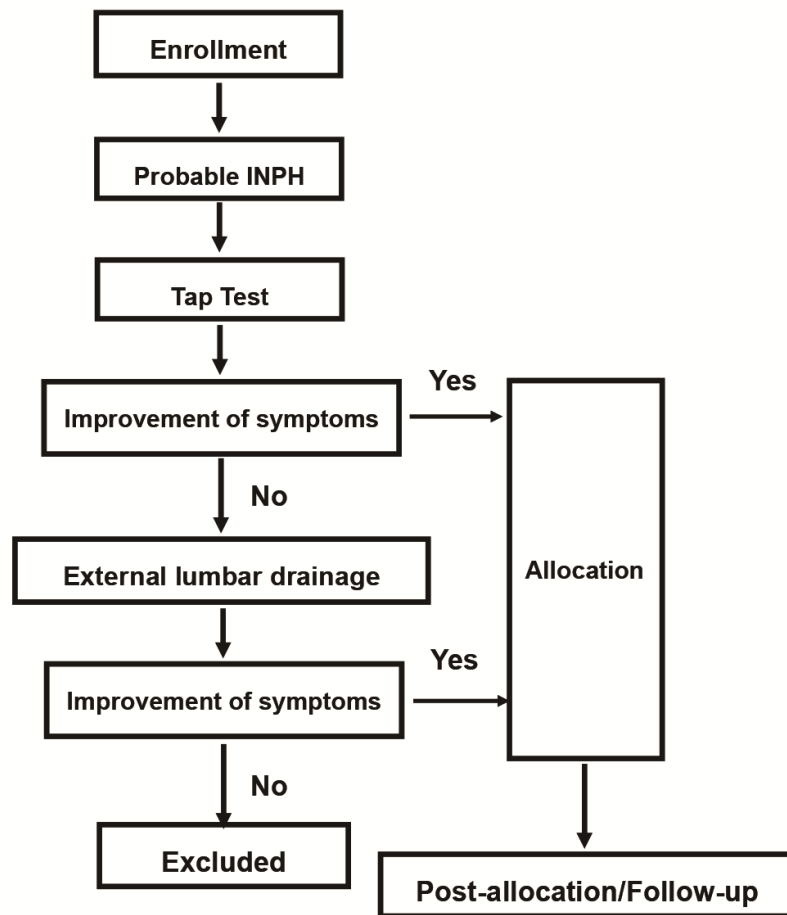 Enrollment
Probable INPH
Tap Test
Improvement of symptoms
Yes
No
External lumbar drainage
Allocation
Improvement of symptoms
Yes
No
Excluded
Post-allocation/Follow-up